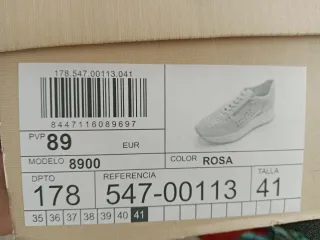 178.547.00113.041
8447116089697
PVP 89 EUR
MODELO 8900 COLOR ROSA
DPTO REFERENCIA TALLA
178 547-00113 41
35 36 37 38 39 40 41